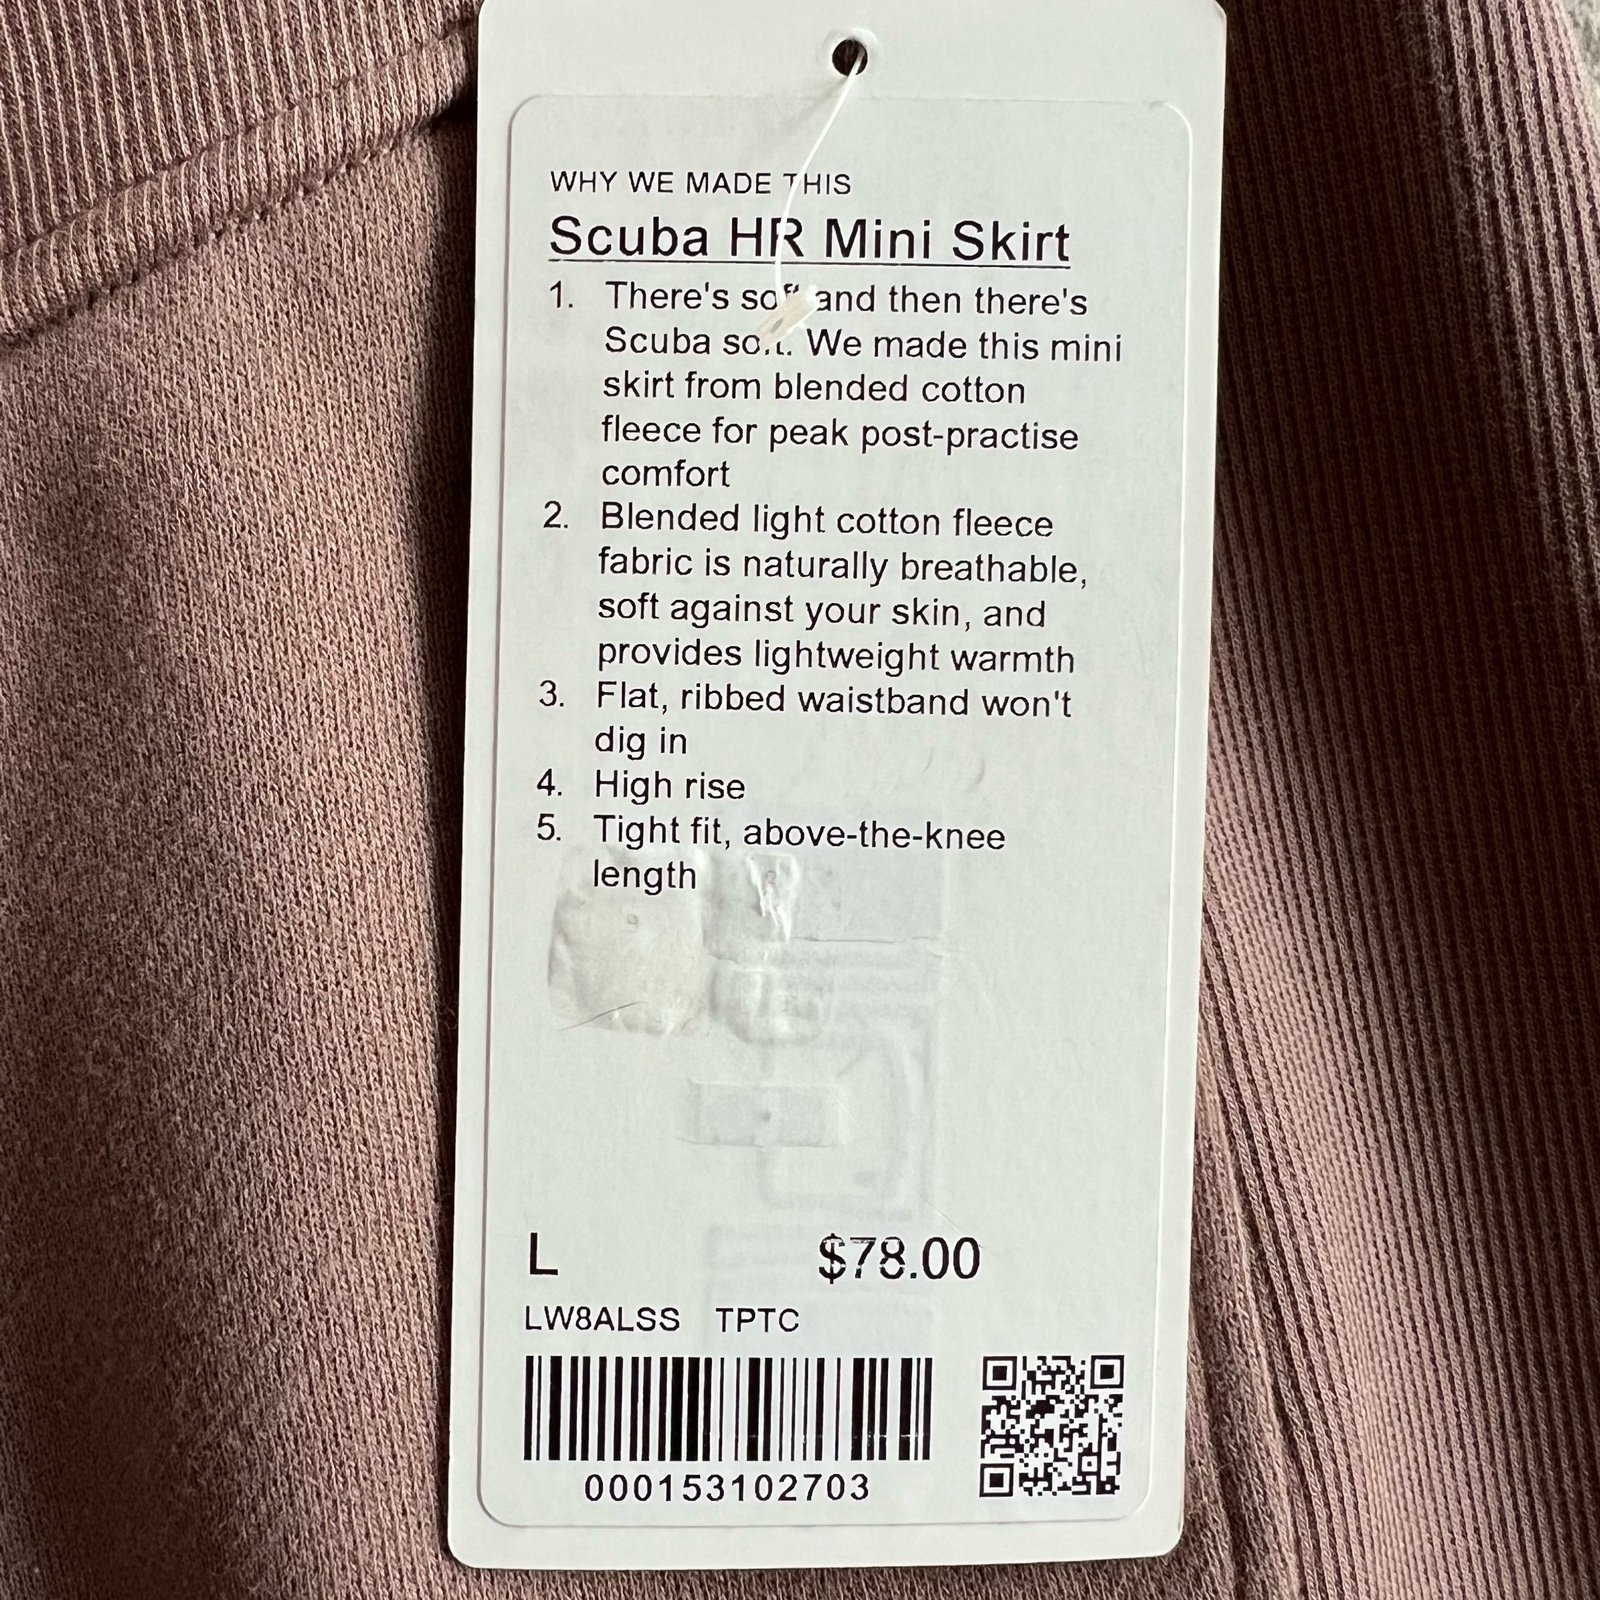 WHY WE MADE THIS
Scuba HR Mini Skirt
1. There's soft and then there's
Scuba soft. We made this mini
skirt from blended cotton
fleece for peak post-practise
comfort
2. Blended light cotton fleece
fabric is naturally breathable,
soft against your skin, and
provides lightweight warmth
3. Flat, ribbed waistband won't
dig in
4. High rise
5. Tight fit, above-the-knee
length
L $78.00
LW8ALSS TPTC
000153102703